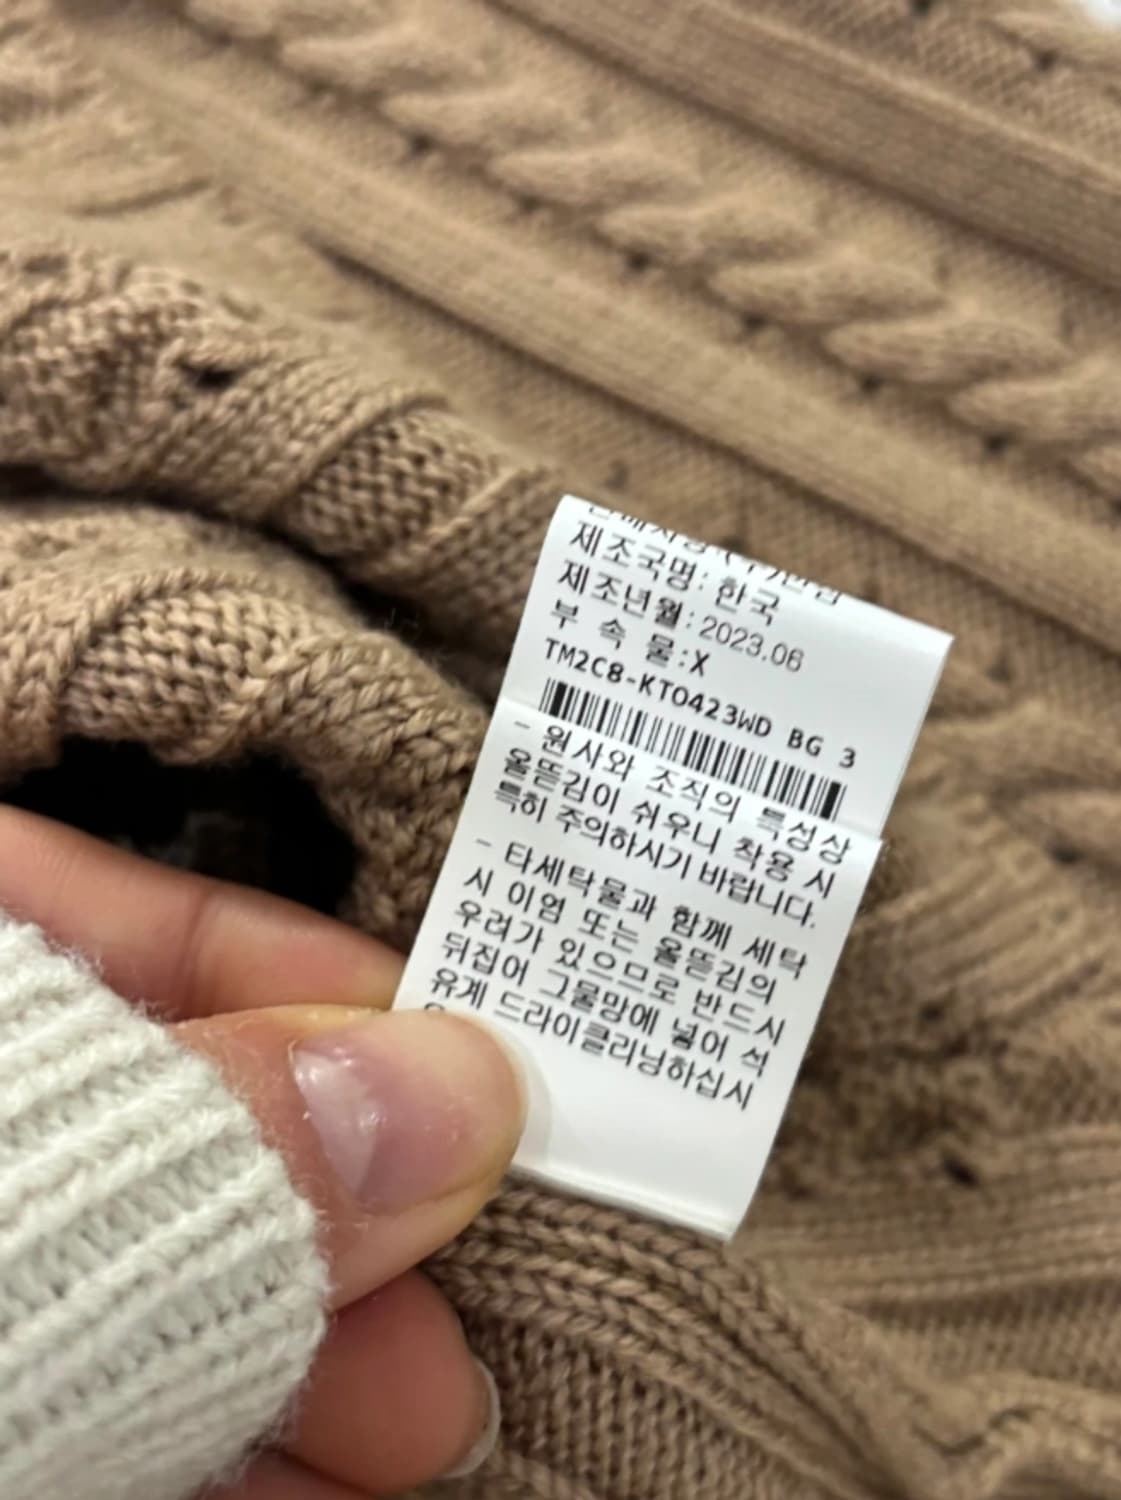 제조국명: 한국
제조년월: 2023.06
부 속 물:X
TM2C8-KTO423WD BG 3
- 원사와 조직의 특성상
올뜯김이 쉬우니 착용 시
특히 주의하시기 바랍니다.
- 타세탁물과 함께 세탁
시 이염 또는 올뜯김의
우려가 있으므로 반드시
뒤집어 그물망에 넣어 석
유계 드라이클리닝하십시